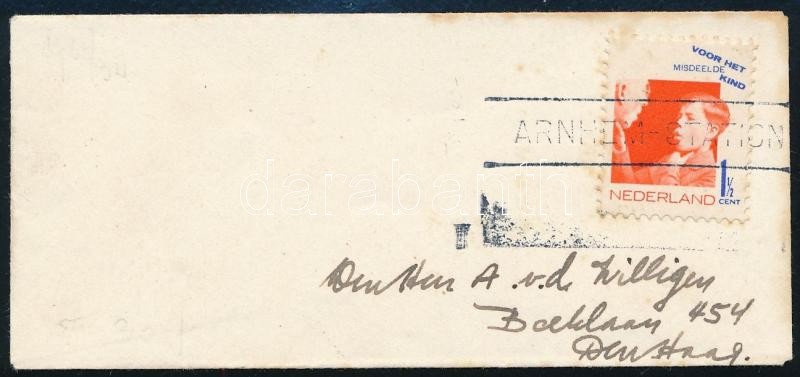 VOOR HET
MISDEELDE
KIND
ARNHEM-STATION
1 1/2
NEDERLAND CENT
darabanth
Den Heer A. v.d. Willigen
Beeklaan 454
Den Haag.